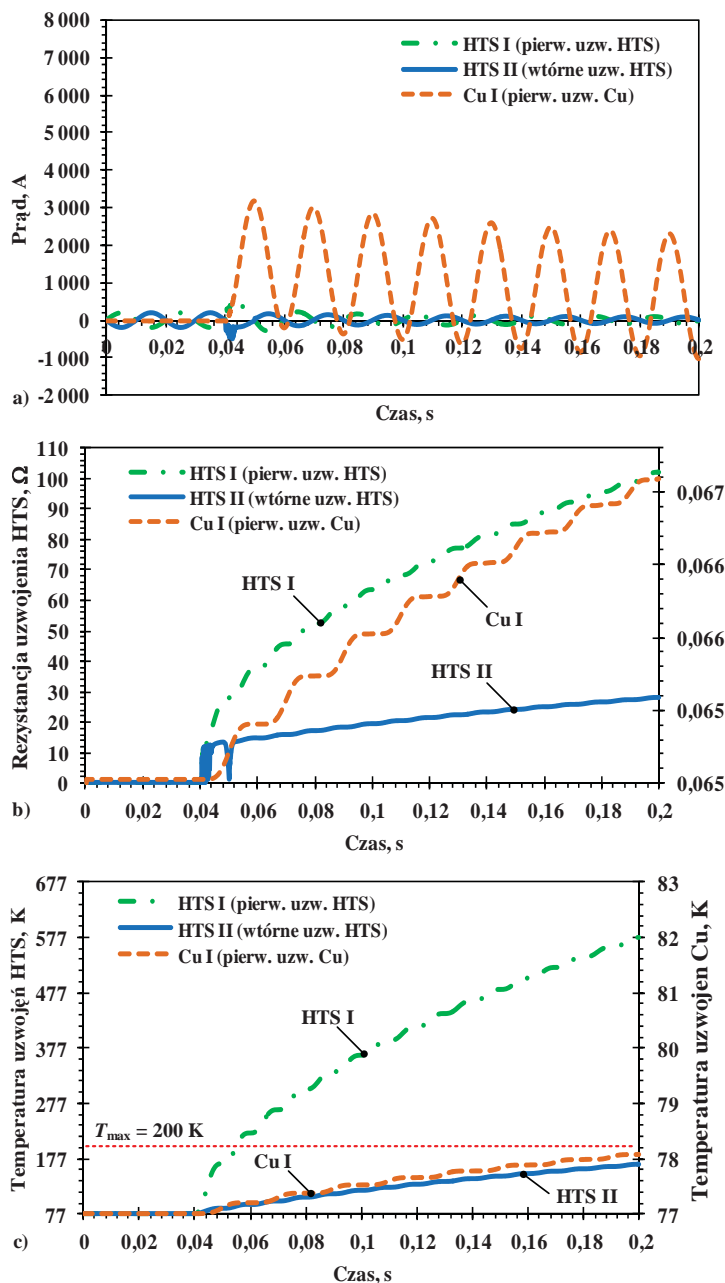 8 000
7 000
6 000
5 000
4 000
3 000
2 000
1 000
0
-1 000
-2 000
Prąd, A
HTS I (pierw. uzw. HTS)
HTS II (wtórne uzw. HTS)
Cu I (pierw. uzw. Cu)
0 0,02 0,04 0,06 0,08 0,1 0,12 0,14 0,16 0,18 0,2
Czas, s
a)
110
100
90
80
70
60
50
40
30
20
10
0
Rezystancja uzwojenia HTS, Ω
HTS I (pierw. uzw. HTS)
HTS II (wtórne uzw. HTS)
Cu I (pierw. uzw. Cu)
HTS I
Cu I
HTS II
0,067
0,066
0,066
0,065
0,065
0 0,02 0,04 0,06 0,08 0,1 0,12 0,14 0,16 0,18 0,2
b)
Czas, s
677
577
477
377
277
177
77
Temperatura uzwojęń HTS, K
HTS I (pierw. uzw. HTS)
HTS II (wtórne uzw. HTS)
Cu I (pierw. uzw. Cu)
HTS I
Tmax = 200 K
Cu I
HTS II
83
82
81
80
79
78
77
Temperatura uzwojen Cu, K
0 0,02 0,04 0,06 0,08 0,1 0,12 0,14 0,16 0,18 0,2
c)
Czas, s